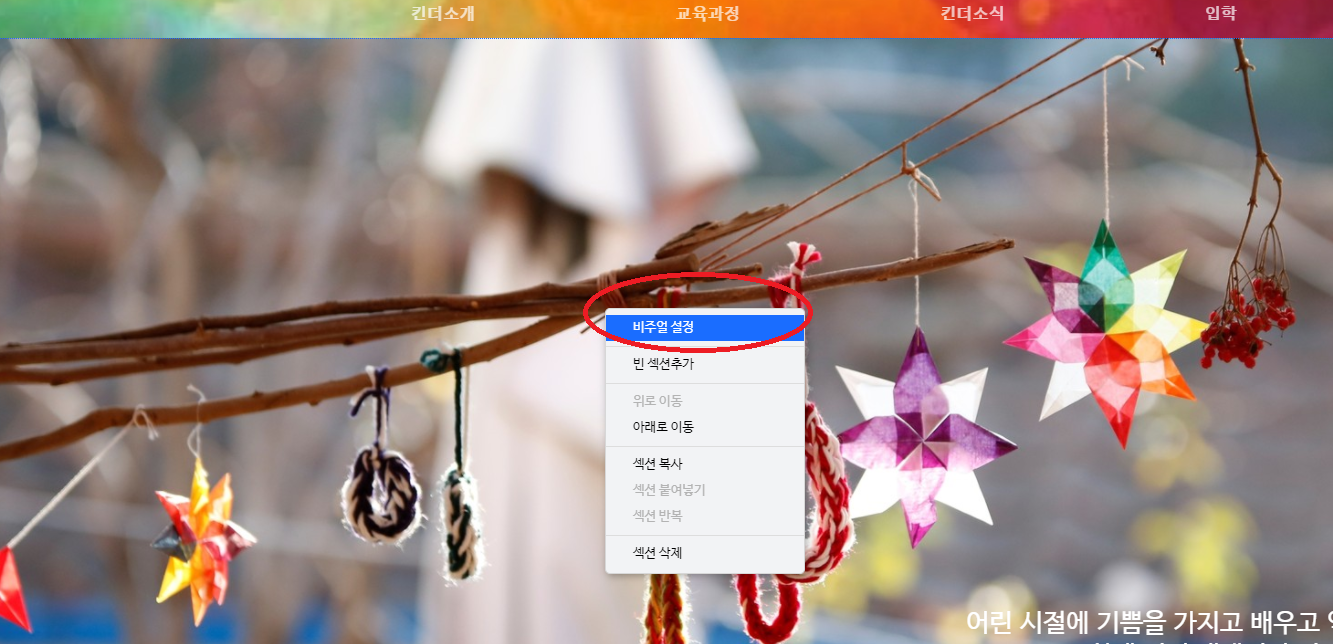 킨더소개 교육과정 킨더소식 입학
비주얼 설정
빈 섹션추가
위로 이동
아래로 이동
섹션 복사
섹션 붙여넣기
섹션 반복
섹션 삭제
어린 시절에 기쁨을 가지고 배우고